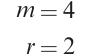 m = 4
r = 2